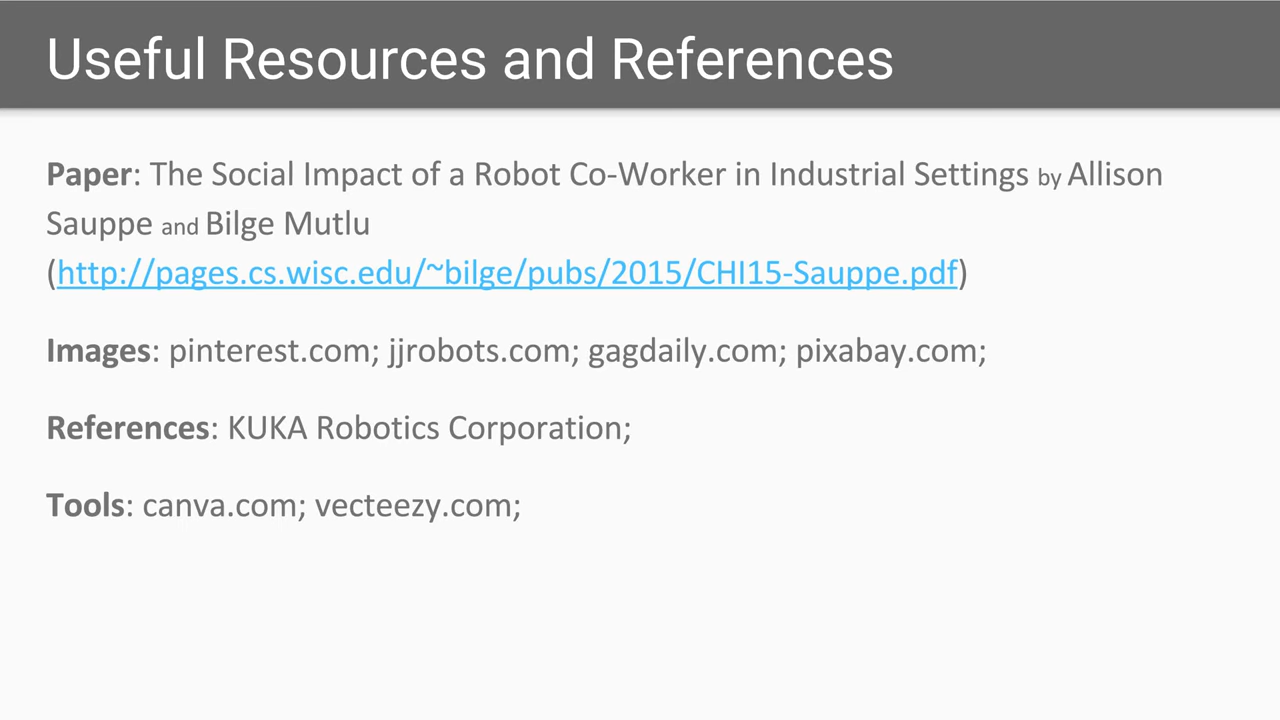 Useful Resources and References
Paper: The Social Impact of a Robot Co-Worker in Industrial Settings by Allison
Sauppe and Bilge Mutlu
(http://pages.cs.wisc.edu/~bilge/pubs/2015/CHI15-Sauppe.pdf)
Images: pinterest.com; jjrobots.com; gagdaily.com; pixabay.com;
References: KUKA Robotics Corporation;
Tools: canva.com; vecteezy.com;